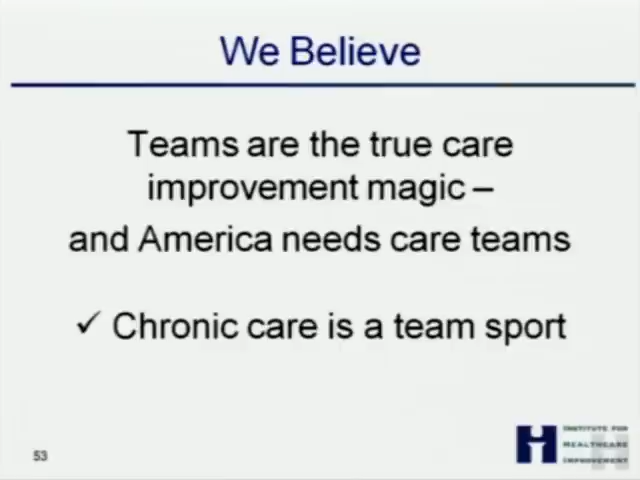 We Believe
Teams are the true care
improvement magic –
and America needs care teams
✓ Chronic care is a team sport
53
INSTITUTE FOR
HEALTHCARE
IMPROVEMENT